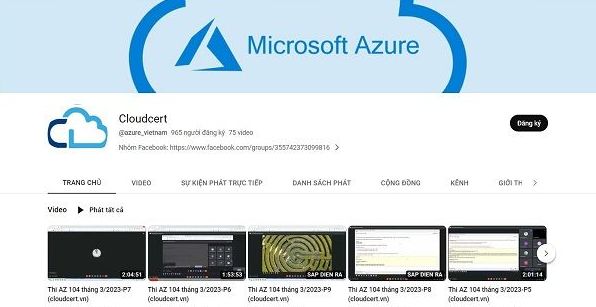 Microsoft Azure
Cloudcert
@azure_vietnam 965 người đăng ký 75 video
Đăng ký
Nhóm Facebook: https://www.facebook.com/groups/355742373099816
TRANG CHỦ VIDEO SỰ KIỆN PHÁT TRỰC TIẾP DANH SÁCH PHÁT CỘNG ĐỒNG KÊNH GIỚI TH
Video Phát tất cả
2:04:51 1:53:53 SAP DIEN RA SAP DIEN RA 2:01:14
Thi AZ 104 tháng 3/2023-P7
(cloudcert.vn)
Thi AZ 104 tháng 3/2023-P6
(cloudcert.vn)
Thi AZ 104 tháng 3/2023-P9
(cloudcert.vn)
Thi AZ 104 tháng 3/2023-P8
(cloudcert.vn)
Thi AZ 104 tháng 3/2023-P5
(cloudcert.vn)